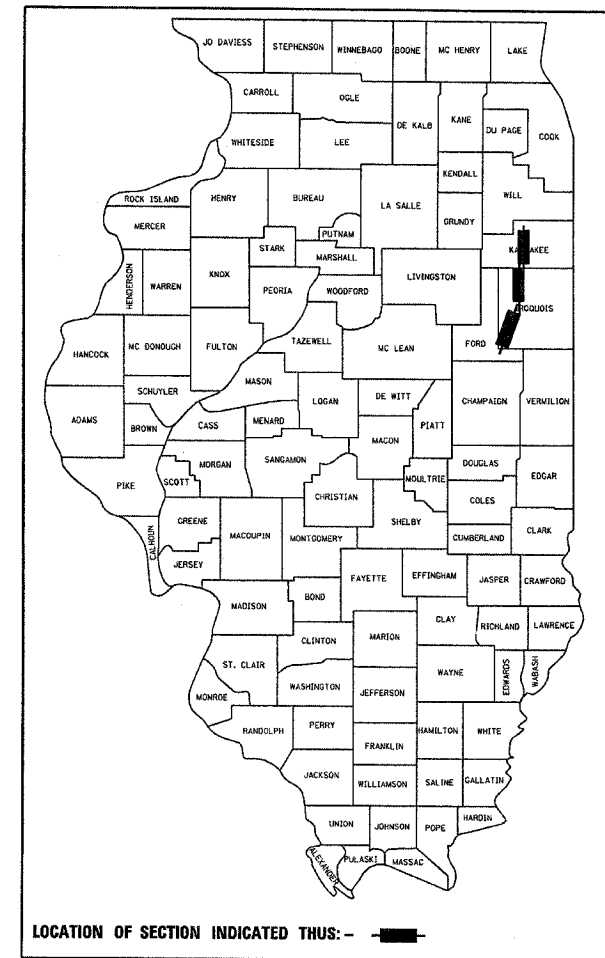 JO DAVIESS STEPHENSON WINNEBAGO BOONE MC HENRY LAKE
CARROLL OGLE DE KALB KANE DU PAGE COOK
WHITESIDE LEE KENDALL WILL
ROCK ISLAND HENRY BUREAU LA SALLE GRUNDY
MERCER PUTNAM KANKAKEE
HENDERSON WARREN KNOX STARK MARSHALL LIVINGSTON IROQUOIS
PEORIA WOODFORD FORD
HANCOCK MC DONOUGH FULTON TAZEWELL MC LEAN
SCHUYLER MASON
ADAMS BROWN CASS MENARD LOGAN DE WITT PIATT CHAMPAIGN VERMILION
MACON
PIKE SCOTT MORGAN SANGAMON CHRISTIAN MOULTRIE DOUGLAS EDGAR
COLES
CALHOUN GREENE MACOUPIN MONTGOMERY SHELBY CUMBERLAND CLARK
JERSEY FAYETTE EFFINGHAM JASPER CRAWFORD
MADISON BOND
CLINTON MARION CLAY RICHLAND LAWRENCE
ST. CLAIR WAYNE EDWARDS WABASH
MONROE WASHINGTON JEFFERSON
RANDOLPH PERRY HAMILTON WHITE
FRANKLIN
JACKSON WILLIAMSON SALINE GALLATIN
UNION JOHNSON POPE HARDIN
ALEXANDER PULASKI MASSAC
LOCATION OF SECTION INDICATED THUS: -